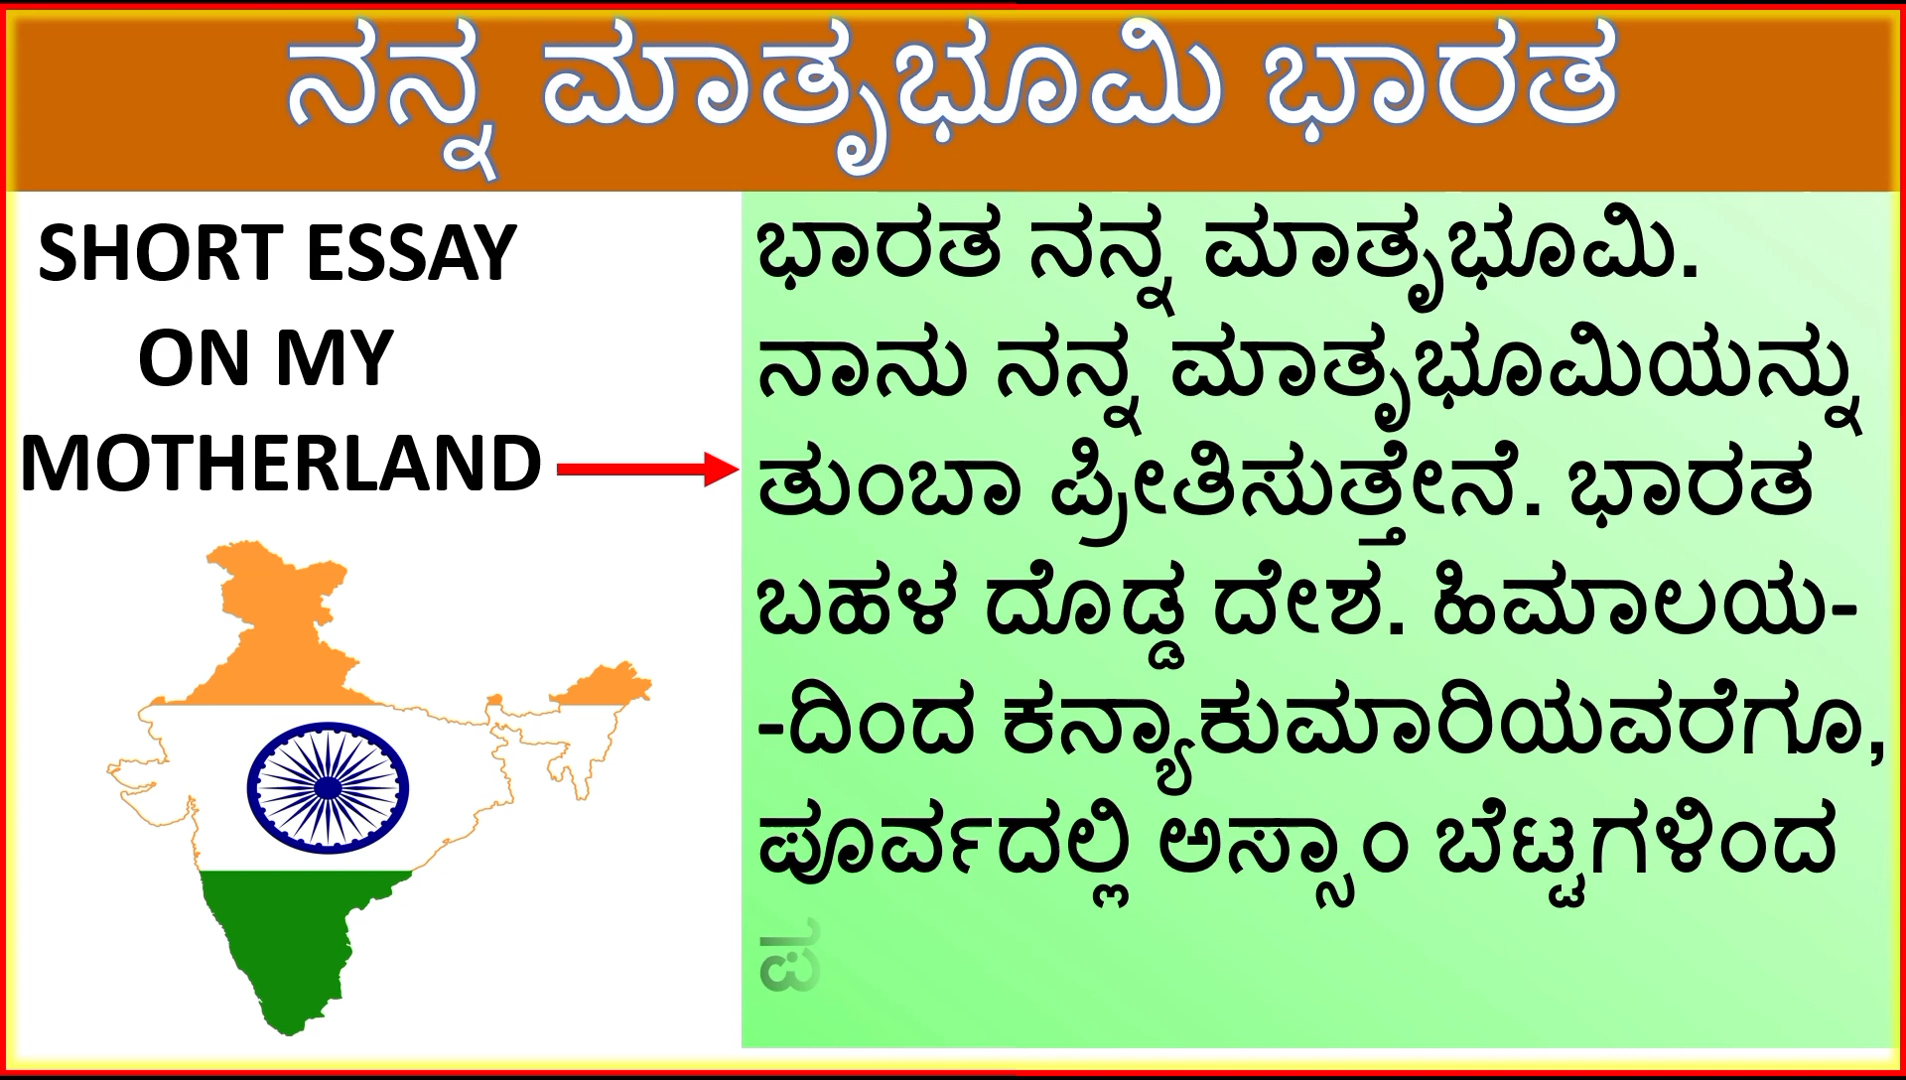 ನನ್ನ ಮಾತೃಭೂಮಿ ಭಾರತ
SHORT ESSAY
ON MY
MOTHERLAND
ಭಾರತ ನನ್ನ ಮಾತೃಭೂಮಿ.
ನಾನು ನನ್ನ ಮಾತೃಭೂಮಿಯನ್ನು
ತುಂಬಾ ಪ್ರೀತಿಸುತ್ತೇನೆ. ಭಾರತ
ಬಹಳ ದೊಡ್ಡ ದೇಶ. ಹಿಮಾಲಯ-
-ದಿಂದ ಕನ್ಯಾಕುಮಾರಿಯವರೆಗೂ,
ಪೂರ್ವದಲ್ಲಿ ಅಸ್ಸಾಂ ಬೆಟ್ಟಗಳಿಂದ